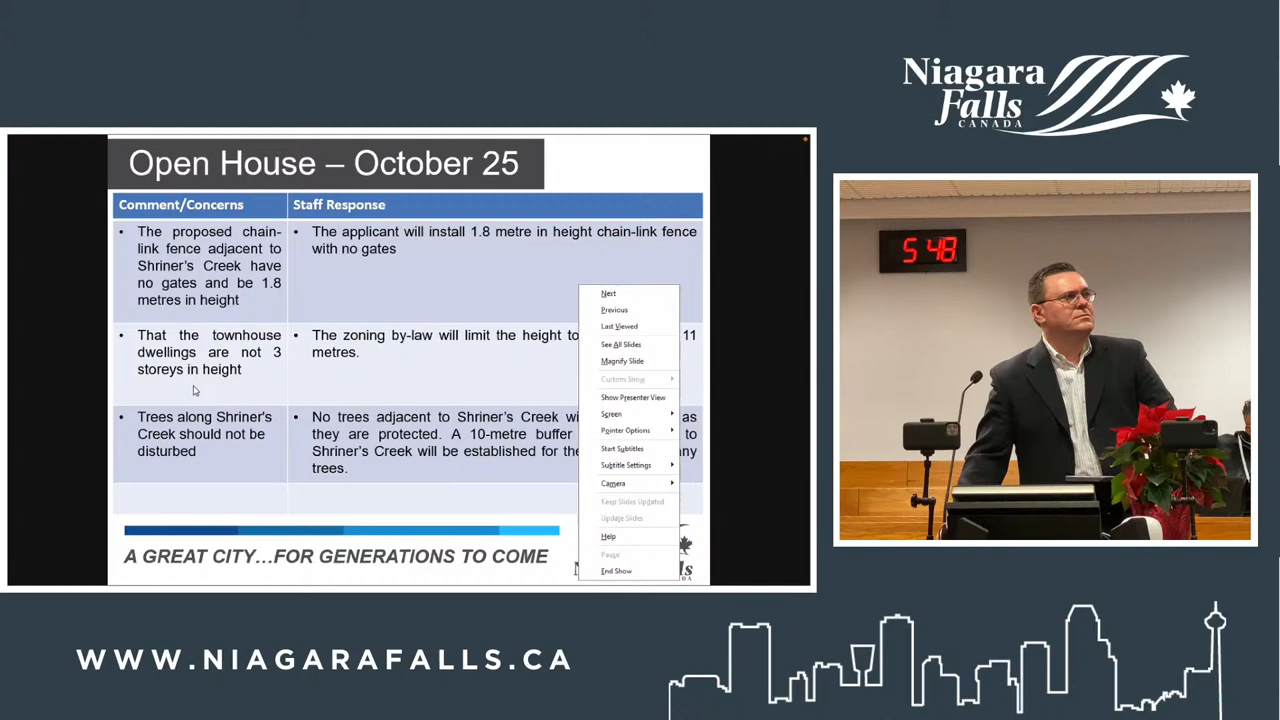 Niagara
Falls
CANADA
Open House – October 25
Comment/Concerns
Staff Response
• The proposed chain-
link fence adjacent to
Shriner's Creek have
no gates and be 1.8
metres in height
• The applicant will install 1.8 metre in height chain-link fence
with no gates
• That the townhouse
dwellings are not 3
storeys in height
• The zoning by-law will limit the height to 11
metres.
• Trees along Shriner's
Creek should not be
disturbed
• No trees adjacent to Shriner's Creek as
they are protected. A 10-metre buffer to
Shriner's Creek will be established for any
trees.
Next
Previous
Last Viewed
See All Slides
Magnify Slide
Custom Show
Show Presenter View
Screen
Pointer Options
Start Subtitles
Subtitle Settings
Camera
Keep Slides Updated
Update Slides
Help
Pause
End Show
A GREAT CITY...FOR GENERATIONS TO COME
Falls
CANADA
5 48
WWW.NIAGARAFALLS.CA